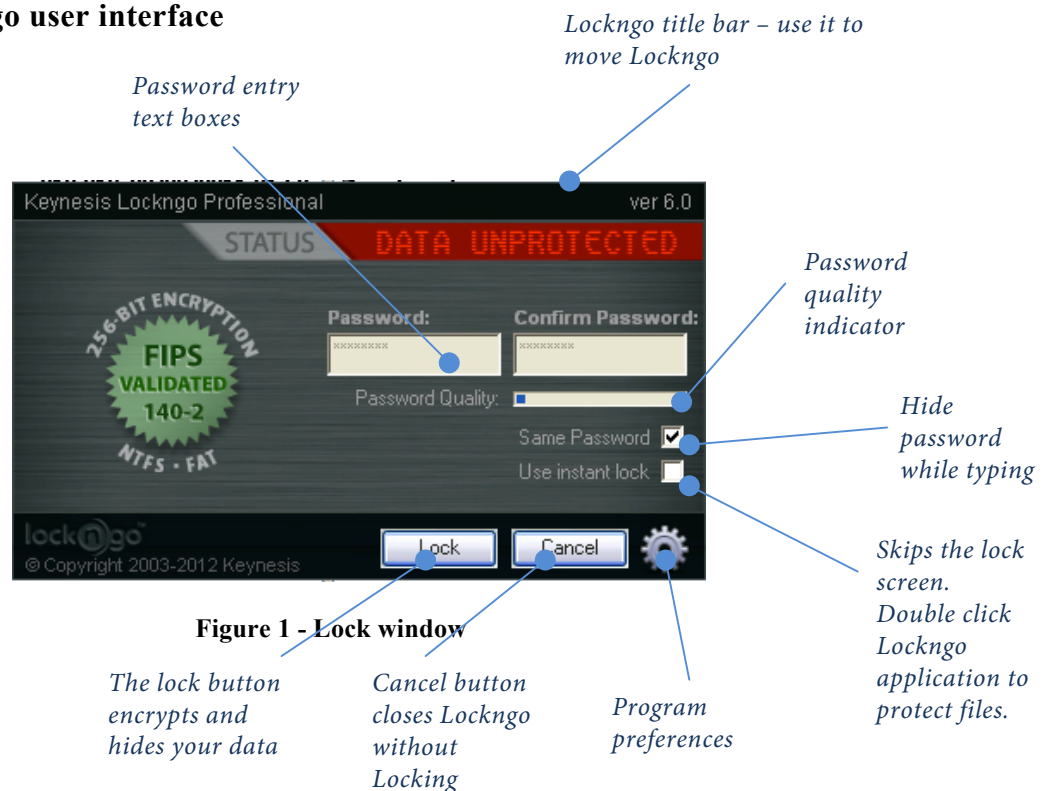 go user interface
Lockngo title bar – use it to
move Lockngo
Password entry
text boxes
Keynesis Lockngo Professional
ver 6.0
STATUS
DATA UNPROTECTED
256-BIT ENCRYPTION
FIPS
VALIDATED
140-2
NTFS · FAT
Password:
Confirm Password:
xxxxxxxx
xxxxxxxx
Password Quality:
Same Password
Use instant lock
Password
quality
indicator
Hide
password
while typing
lockngo™
© Copyright 2003-2012 Keynesis
Lock
Cancel
Skips the lock
screen.
Double click
Lockngo
application to
protect files.
Figure 1 - Lock window
The lock button
encrypts and
hides your data
Cancel button
closes Lockngo
without
Locking
Program
preferences